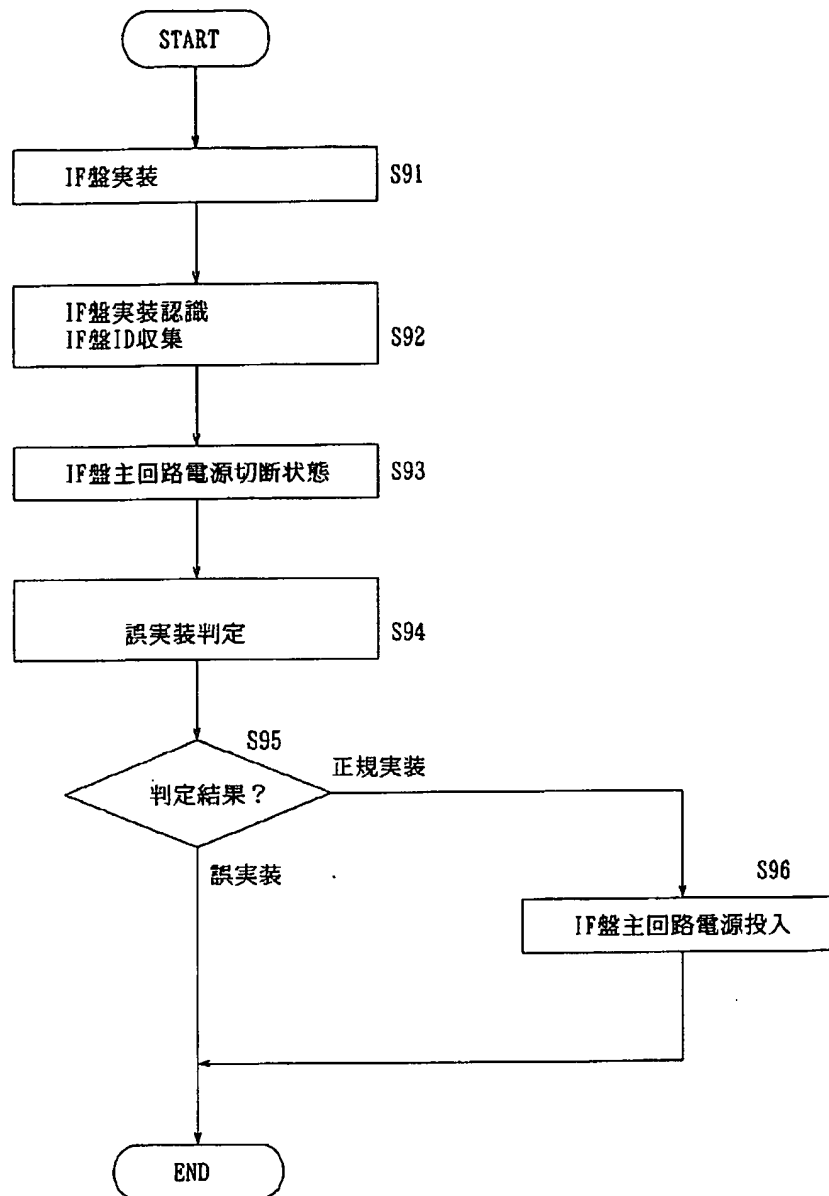 START
IF盤実装
S91
IF盤実装認識
IF盤ID収集
S92
IF盤主回路電源切断状態
S93
誤実装判定
S94
S95
判定結果?
正規実装
誤実装
S96
IF盤主回路電源投入
END